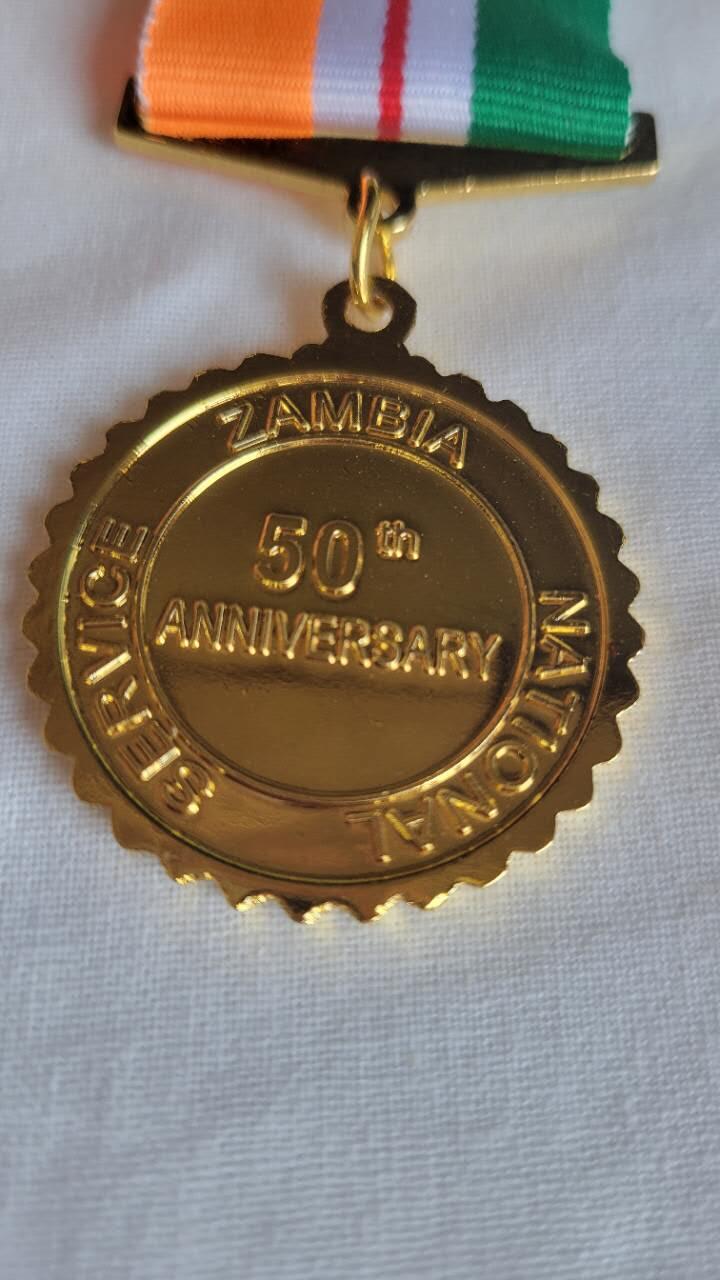 ZAMBIA
NATIONAL
SERVICE
50th
ANNIVERSARY